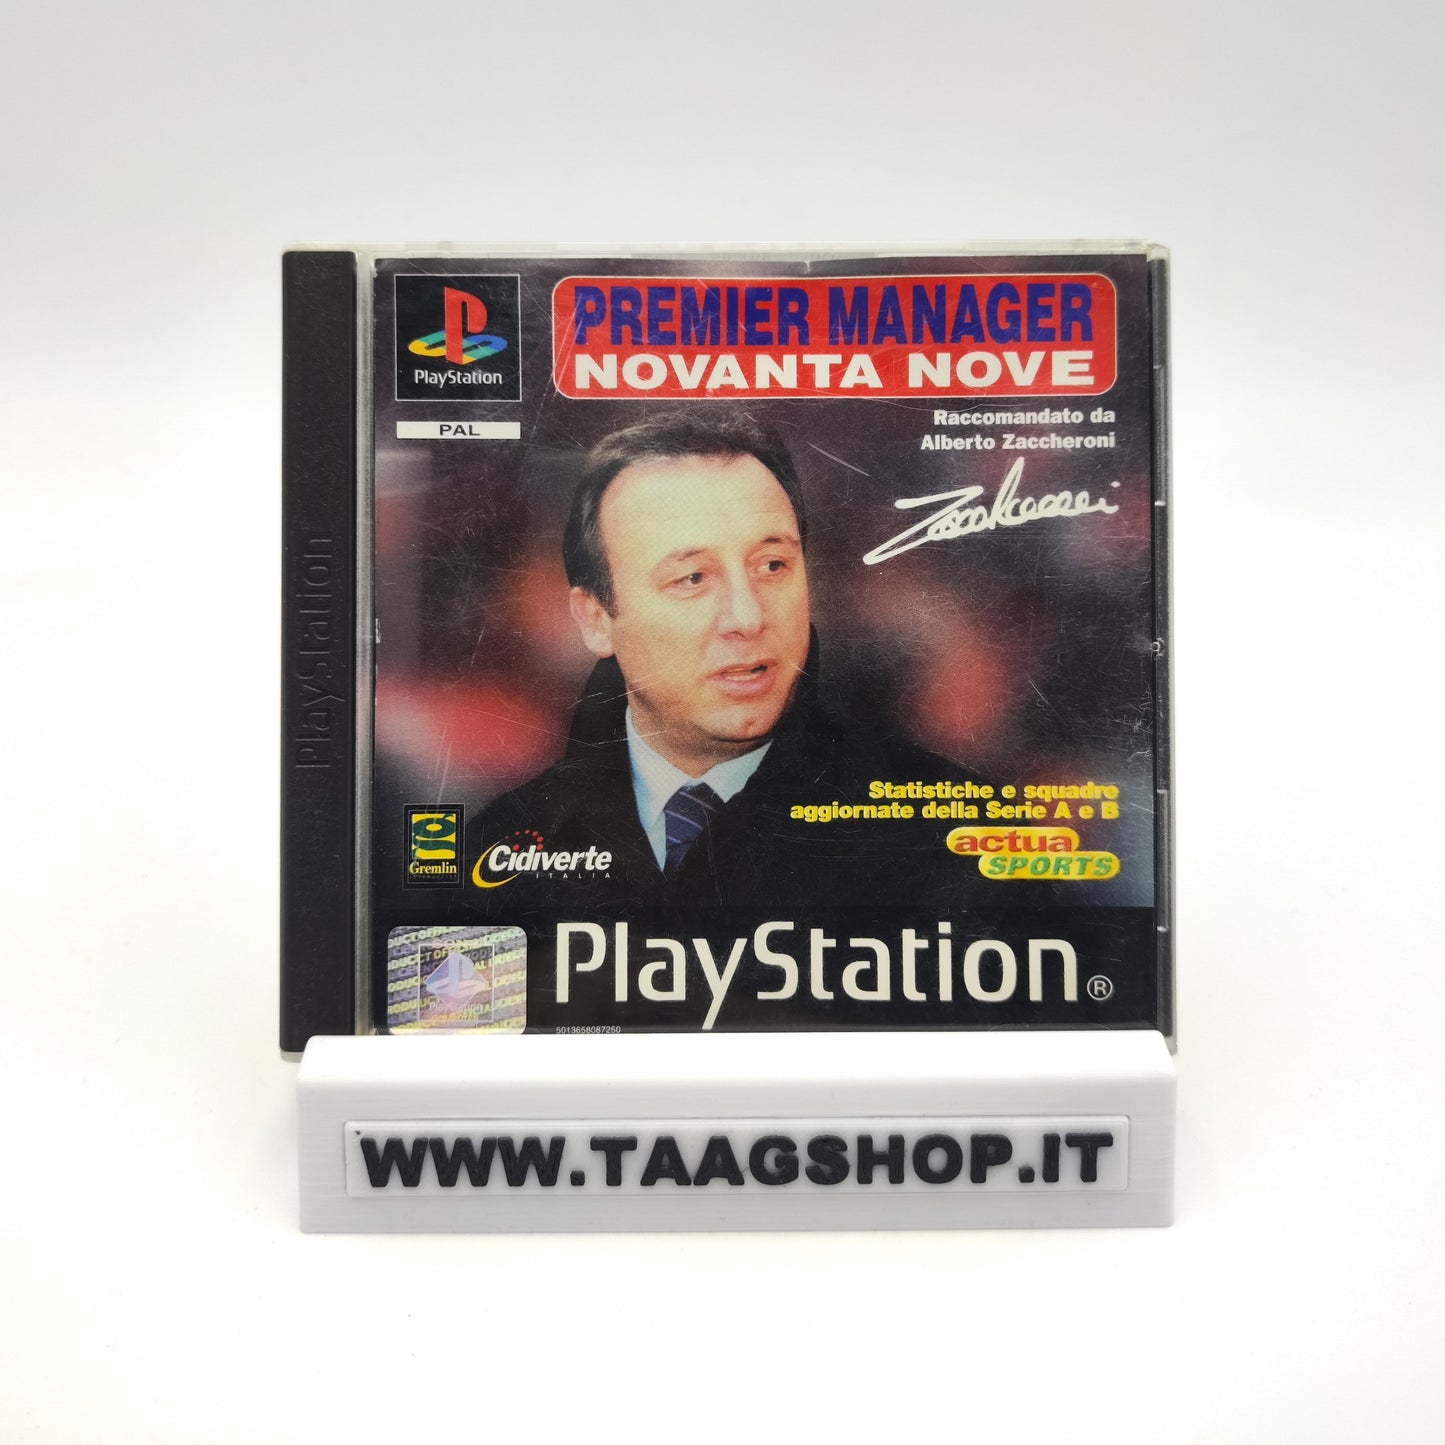 PlayStation
PlayStation
PAL
PREMIER MANAGER
NOVANTA NOVE
Raccomandato da
Alberto Zaccheroni
Statistiche e squadre
aggiornate della Serie A e B
actua
SPORTS
g
Gremlin
Cidiverte
ITALIA
PlayStation
PlayStation®
5013658087250
WWW.TAAGSHOP.IT